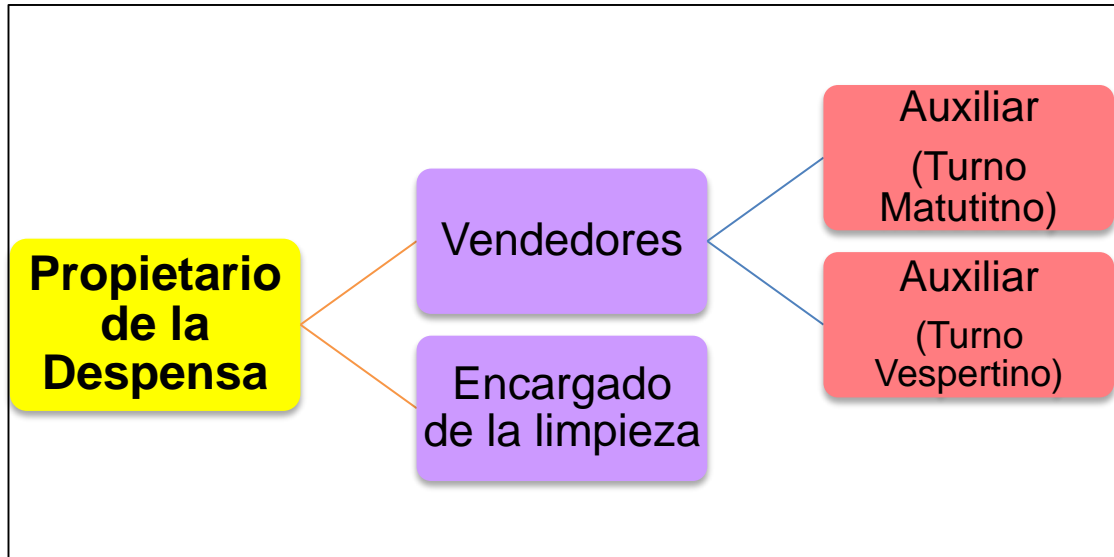 Propietario
de la
Despensa
Vendedores
Encargado
de la limpieza
Auxiliar
(Turno
Matutitno)
Auxiliar
(Turno
Vespertino)